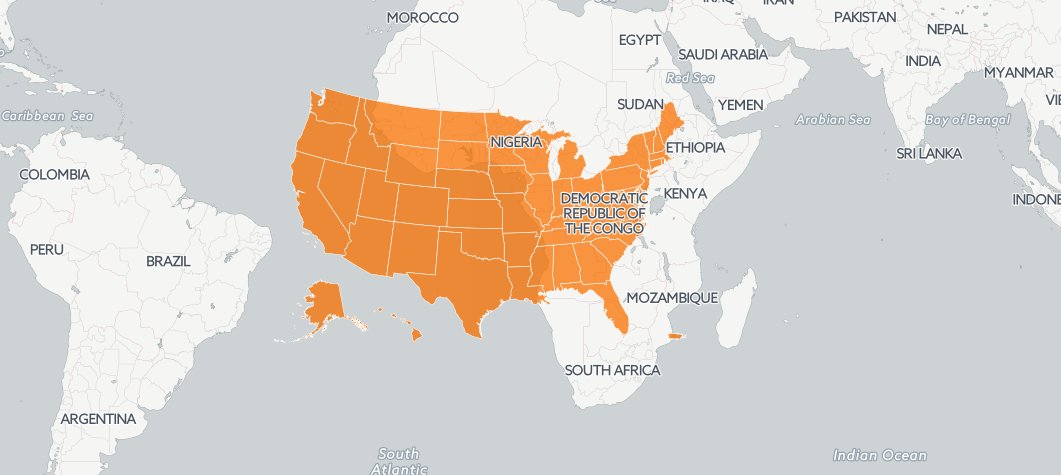 IRAN
MOROCCO
PAKISTAN
NEPAL
EGYPT
SAUDI ARABIA
INDIA
MYANMAR
Red Sea
SUDAN
YEMEN
Caribbean Sea
Arabian Sea
Bay of Bengal
NIGERIA
ETHIOPIA
SRI LANKA
COLOMBIA
KENYA
DEMOCRATIC
REPUBLIC OF
THE CONGO
INDONE
PERU
BRAZIL
MOZAMBIQUE
SOUTH AFRICA
ARGENTINA
South
Atlantic
Indian Ocean